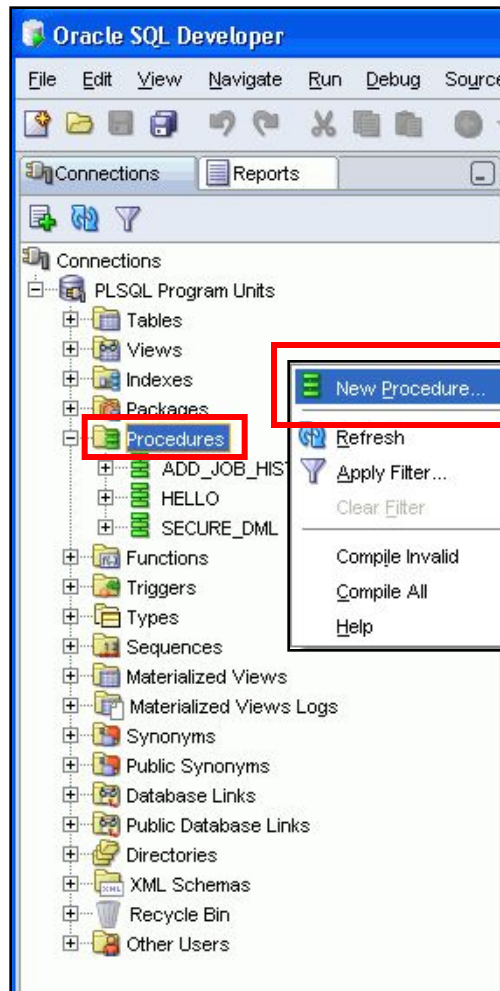 Oracle SQL Developer
File Edit View Navigate Run Debug Source
Connections Reports
Connections
PLSQL Program Units
Tables
Views
Indexes
Packages
Procedures
ADD_JOB_HIS
HELLO
SECURE_DML
Functions
Triggers
Types
Sequences
Materialized Views
Materialized Views Logs
Synonyms
Public Synonyms
Database Links
Public Database Links
Directories
XML Schemas
Recycle Bin
Other Users
New Procedure...
Refresh
Apply Filter...
Clear Filter
Compile Invalid
Compile All
Help